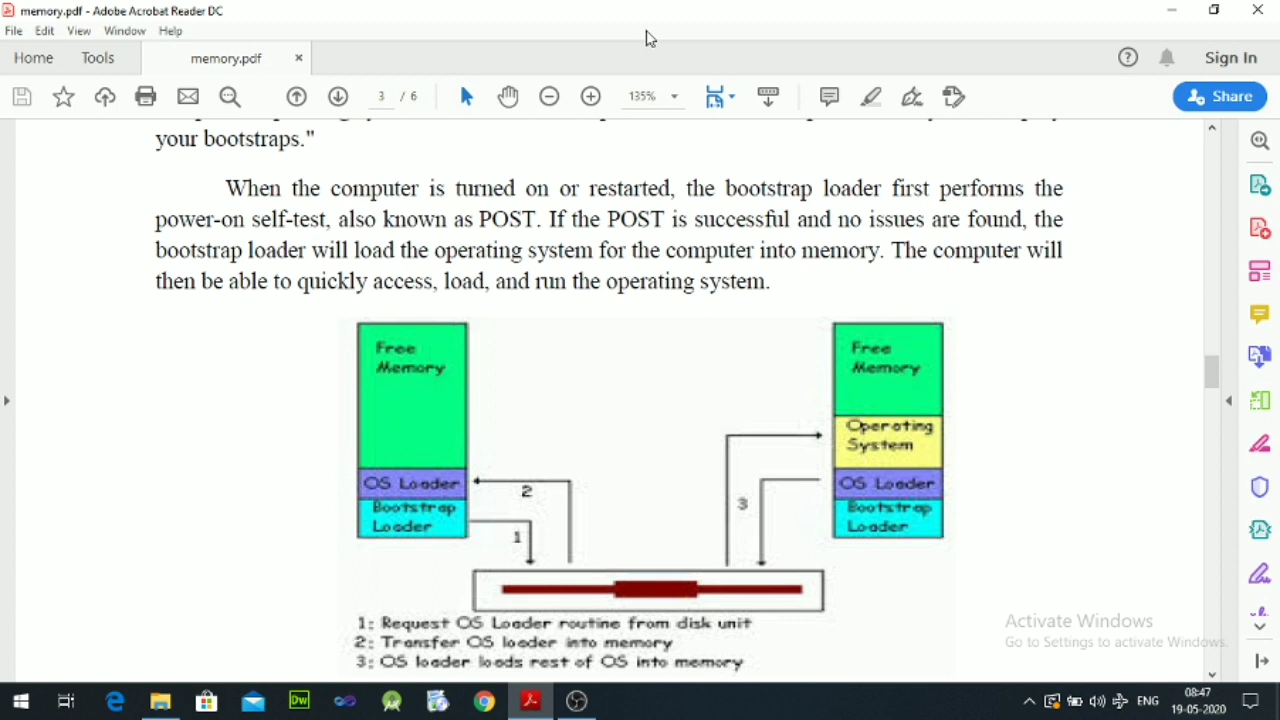 memory.pdf - Adobe Acrobat Reader DC
File Edit View Window Help
Home Tools memory.pdf × Sign In
3 / 6 135% Share
your bootstraps."
When the computer is turned on or restarted, the bootstrap loader first performs the
power-on self-test, also known as POST. If the POST is successful and no issues are found, the
bootstrap loader will load the operating system for the computer into memory. The computer will
then be able to quickly access, load, and run the operating system.
Free
Memory
OS Loader
Bootstrap
Loader
1
2
3
Free
Memory
Operating
System
OS Loader
Bootstrap
Loader
1: Request OS Loader routine from disk unit
2: Transfer OS loader into memory
3: OS loader loads rest of OS into memory
Activate Windows
Go to Settings to activate Windows.
Dw
ENG
08:47
19-05-2020